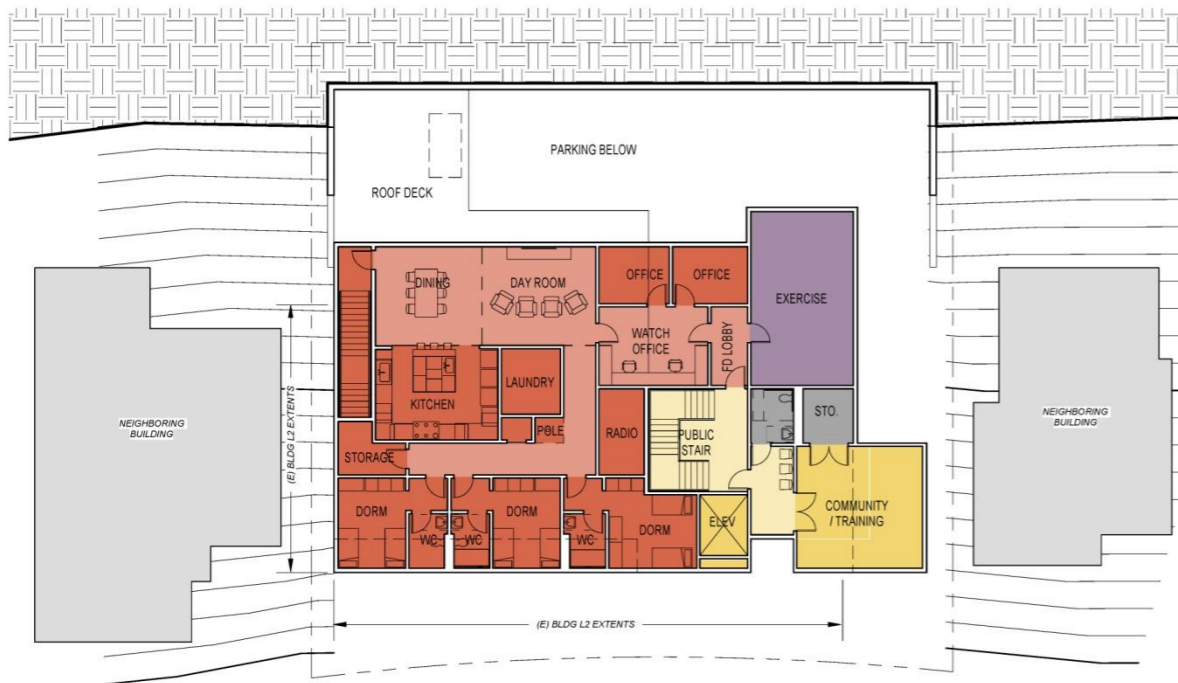 PARKING BELOW
ROOF DECK
DINING
DAY ROOM
OFFICE
OFFICE
EXERCISE
WATCH
OFFICE
FD LOBBY
LAUNDRY
KITCHEN
POLE
RADIO
PUBLIC
STAIR
STO.
STORAGE
(E) BLDG L2 EXTENTS
NEIGHBORING
BUILDING
NEIGHBORING
BUILDING
DORM
WC
WC
DORM
WC
DORM
ELEV
COMMUNITY
/ TRAINING
(E) BLDG L2 EXTENTS